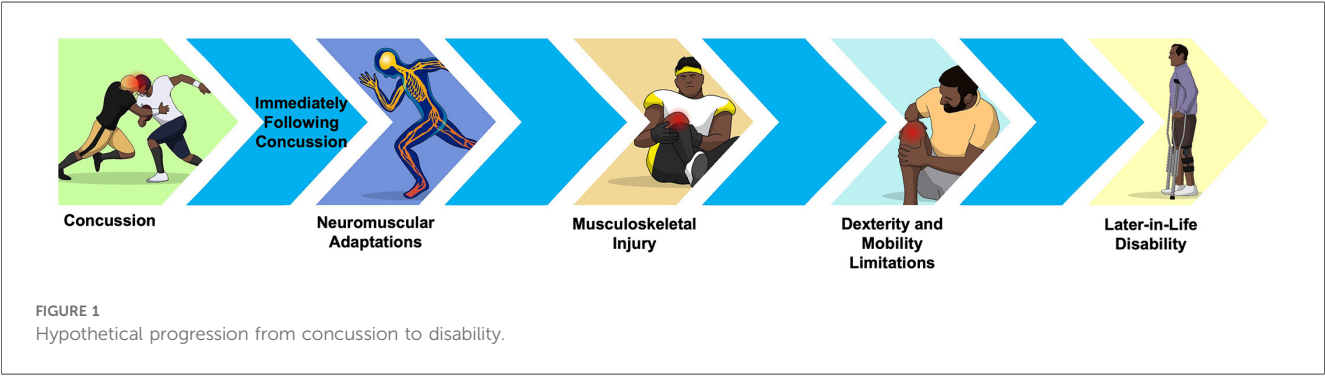 Immediately
Following
Concussion
Concussion
Neuromuscular
Adaptations
Musculoskeletal
Injury
Dexterity and
Mobility
Limitations
Later-in-Life
Disability
FIGURE 1
Hypothetical progression from concussion to disability.